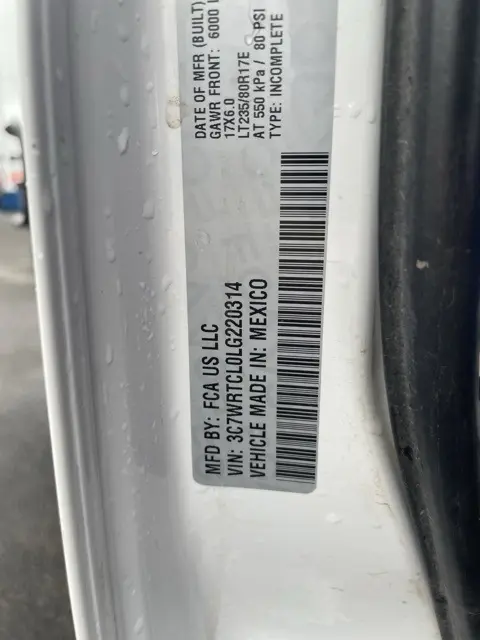 MFD BY: FCA US LLC
VIN: 3C7WRTCL0LG220314
VEHICLE MADE IN: MEXICO
DATE OF MFR (BUILT)
GAWR FRONT: 6000
17X6.0
LT235/80R17E
AT 550 kPa / 80 PSI
TYPE: INCOMPLETE